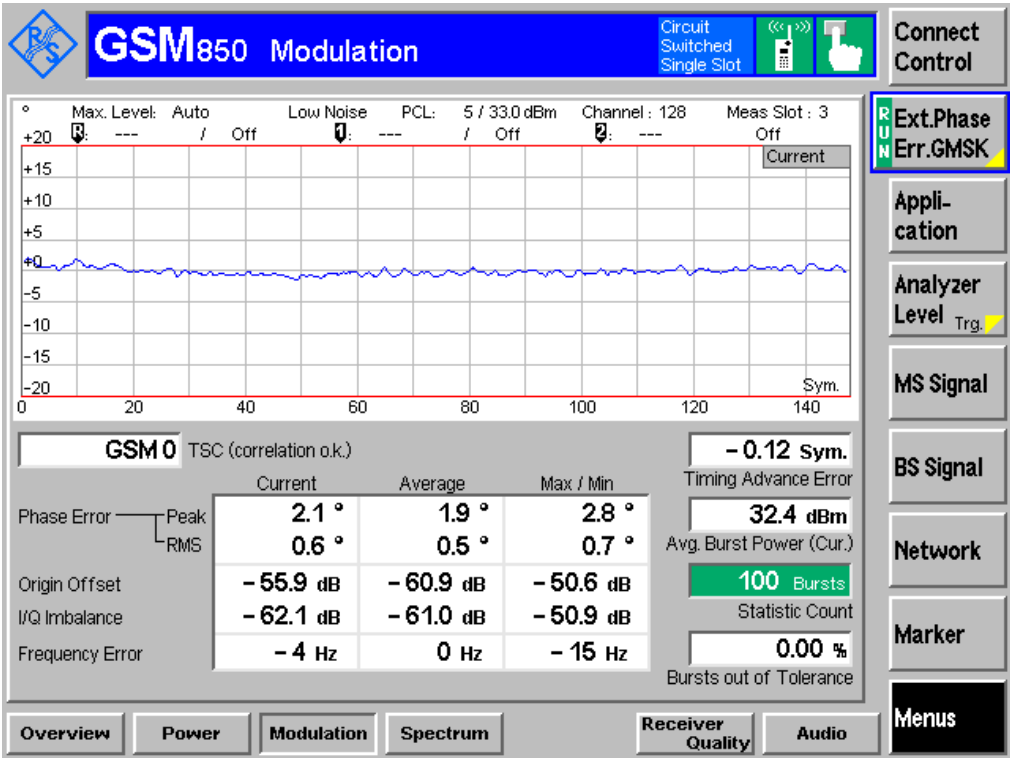 R S
GSM850 Modulation
Circuit
Switched
Single Slot
Connect
Control
° Max. Level: Auto Low Noise PCL: 5 / 33.0 dBm Channel : 128 Meas Slot : 3
R: --- / Off 1: --- / Off 2: --- Off
Current
+20
+15
+10
+5
+0
-5
-10
-15
-20
Sym.
0 20 40 60 80 100 120 140
RUN
Ext.Phase
Err.GMSK
Appli-
cation
Analyzer
Level Trg.
MS Signal
BS Signal
Network
Marker
Menus
GSM 0 TSC (correlation o.k.)
Current Average Max / Min
Phase Error Peak 2.1 ° 1.9 ° 2.8 °
RMS 0.6 ° 0.5 ° 0.7 °
Origin Offset - 55.9 dB - 60.9 dB - 50.6 dB
I/Q Imbalance - 62.1 dB - 61.0 dB - 50.9 dB
Frequency Error - 4 Hz 0 Hz - 15 Hz
- 0.12 Sym.
Timing Advance Error
32.4 dBm
Avg. Burst Power (Cur.)
100 Bursts
Statistic Count
0.00 %
Bursts out of Tolerance
Overview Power Modulation Spectrum
Receiver
Quality
Audio